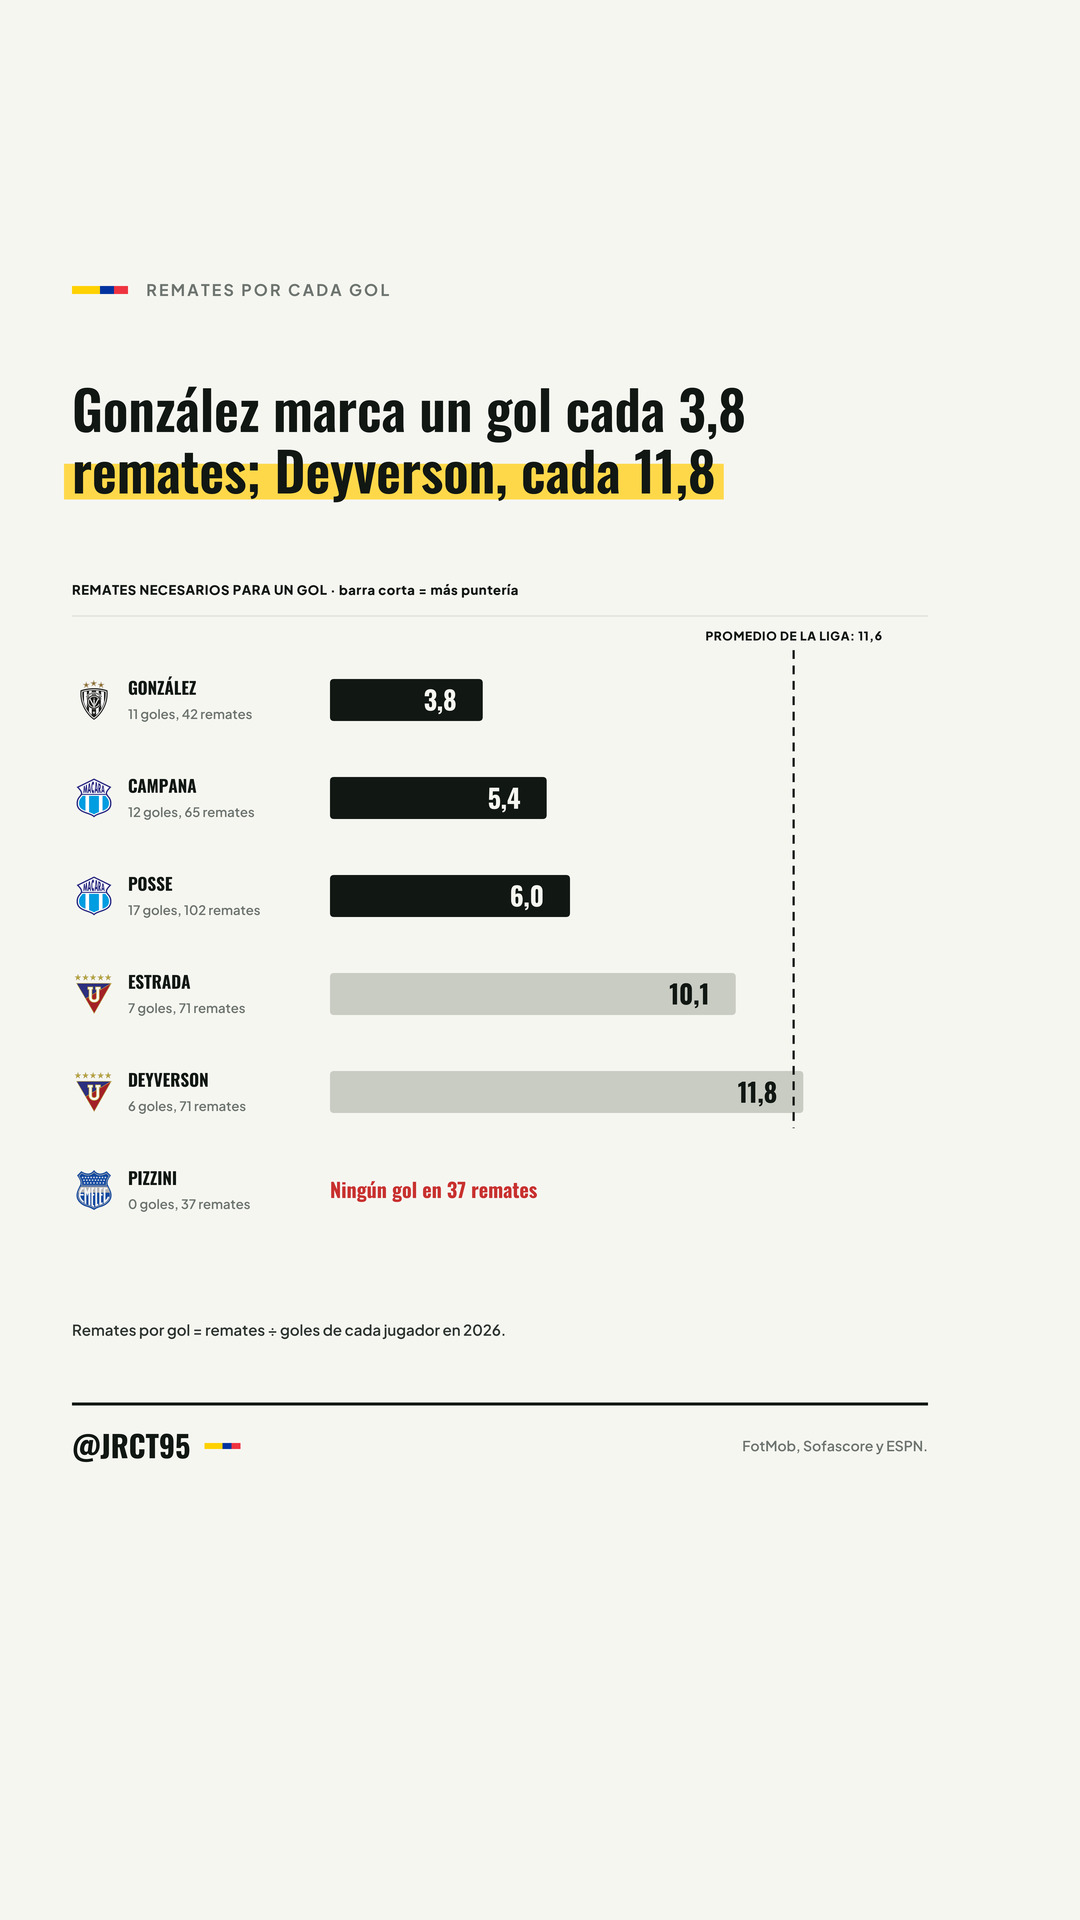 REMATES POR CADA GOL
González marca un gol cada 3,8
remates; Deyverson, cada 11,8
REMATES NECESARIOS PARA UN GOL · barra corta = más puntería
PROMEDIO DE LA LIGA: 11,6
GONZÁLEZ
11 goles, 42 remates
3,8
MACARÁ
CAMPANA
12 goles, 65 remates
5,4
MACARÁ
POSSE
17 goles, 102 remates
6,0
U
ESTRADA
7 goles, 71 remates
10,1
U
DEYVERSON
6 goles, 71 remates
11,8
EMELEC
PIZZINI
0 goles, 37 remates
Ningún gol en 37 remates
Remates por gol = remates ÷ goles de cada jugador en 2026.
@JRCT95
FotMob, Sofascore y ESPN.